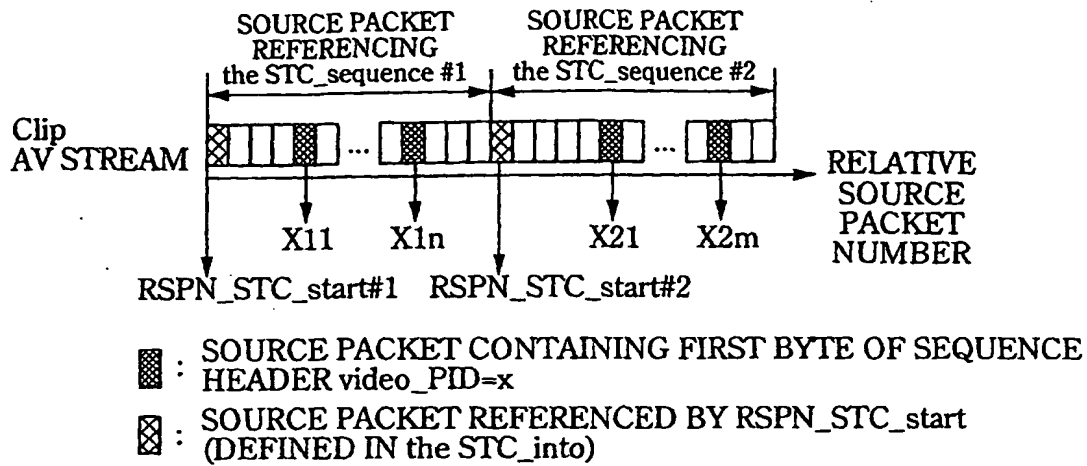 SOURCE PACKET
REFERENCING
the STC_sequence #1
SOURCE PACKET
REFERENCING
the STC_sequence #2
Clip
AV STREAM
...
...
RELATIVE
SOURCE
PACKET
NUMBER
X11
X1n
X21
X2m
RSPN_STC_start#1
RSPN_STC_start#2
: SOURCE PACKET CONTAINING FIRST BYTE OF SEQUENCE
HEADER video_PID=x
: SOURCE PACKET REFERENCED BY RSPN_STC_start
(DEFINED IN the STC_into)